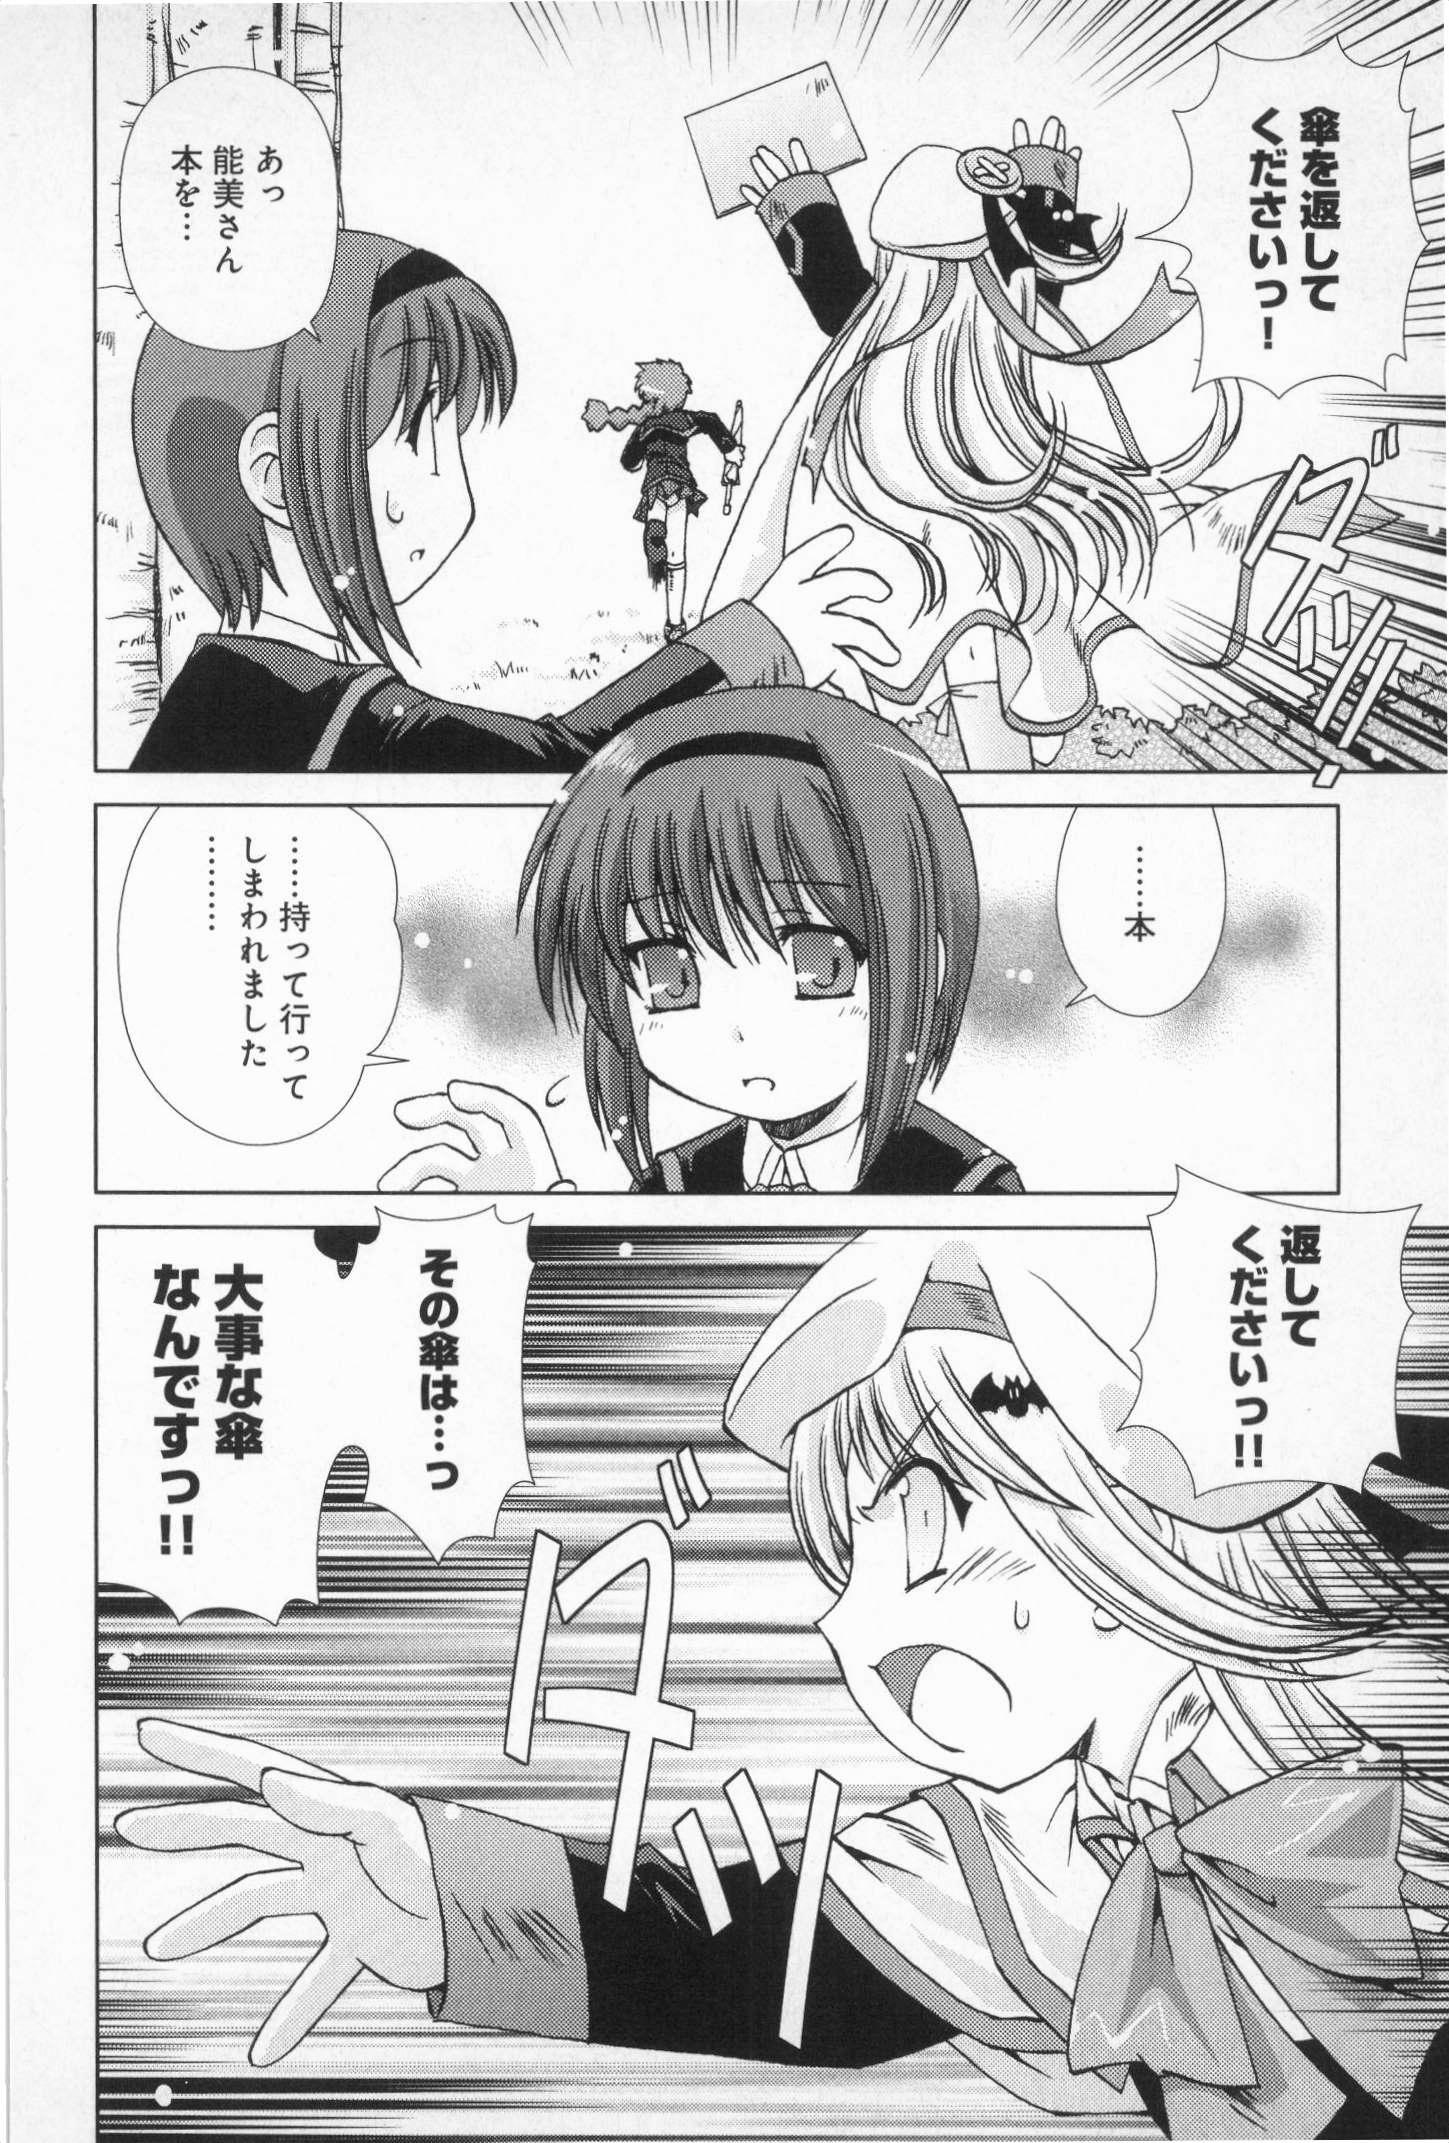 傘を返して
くださいっ！
ダッ
あっ
能美さん
本を…
……本
……持って行って
しまわれました
………
返して
くださいっ！！
その傘は…っ
大事な傘
なんですっ！！
ダッ